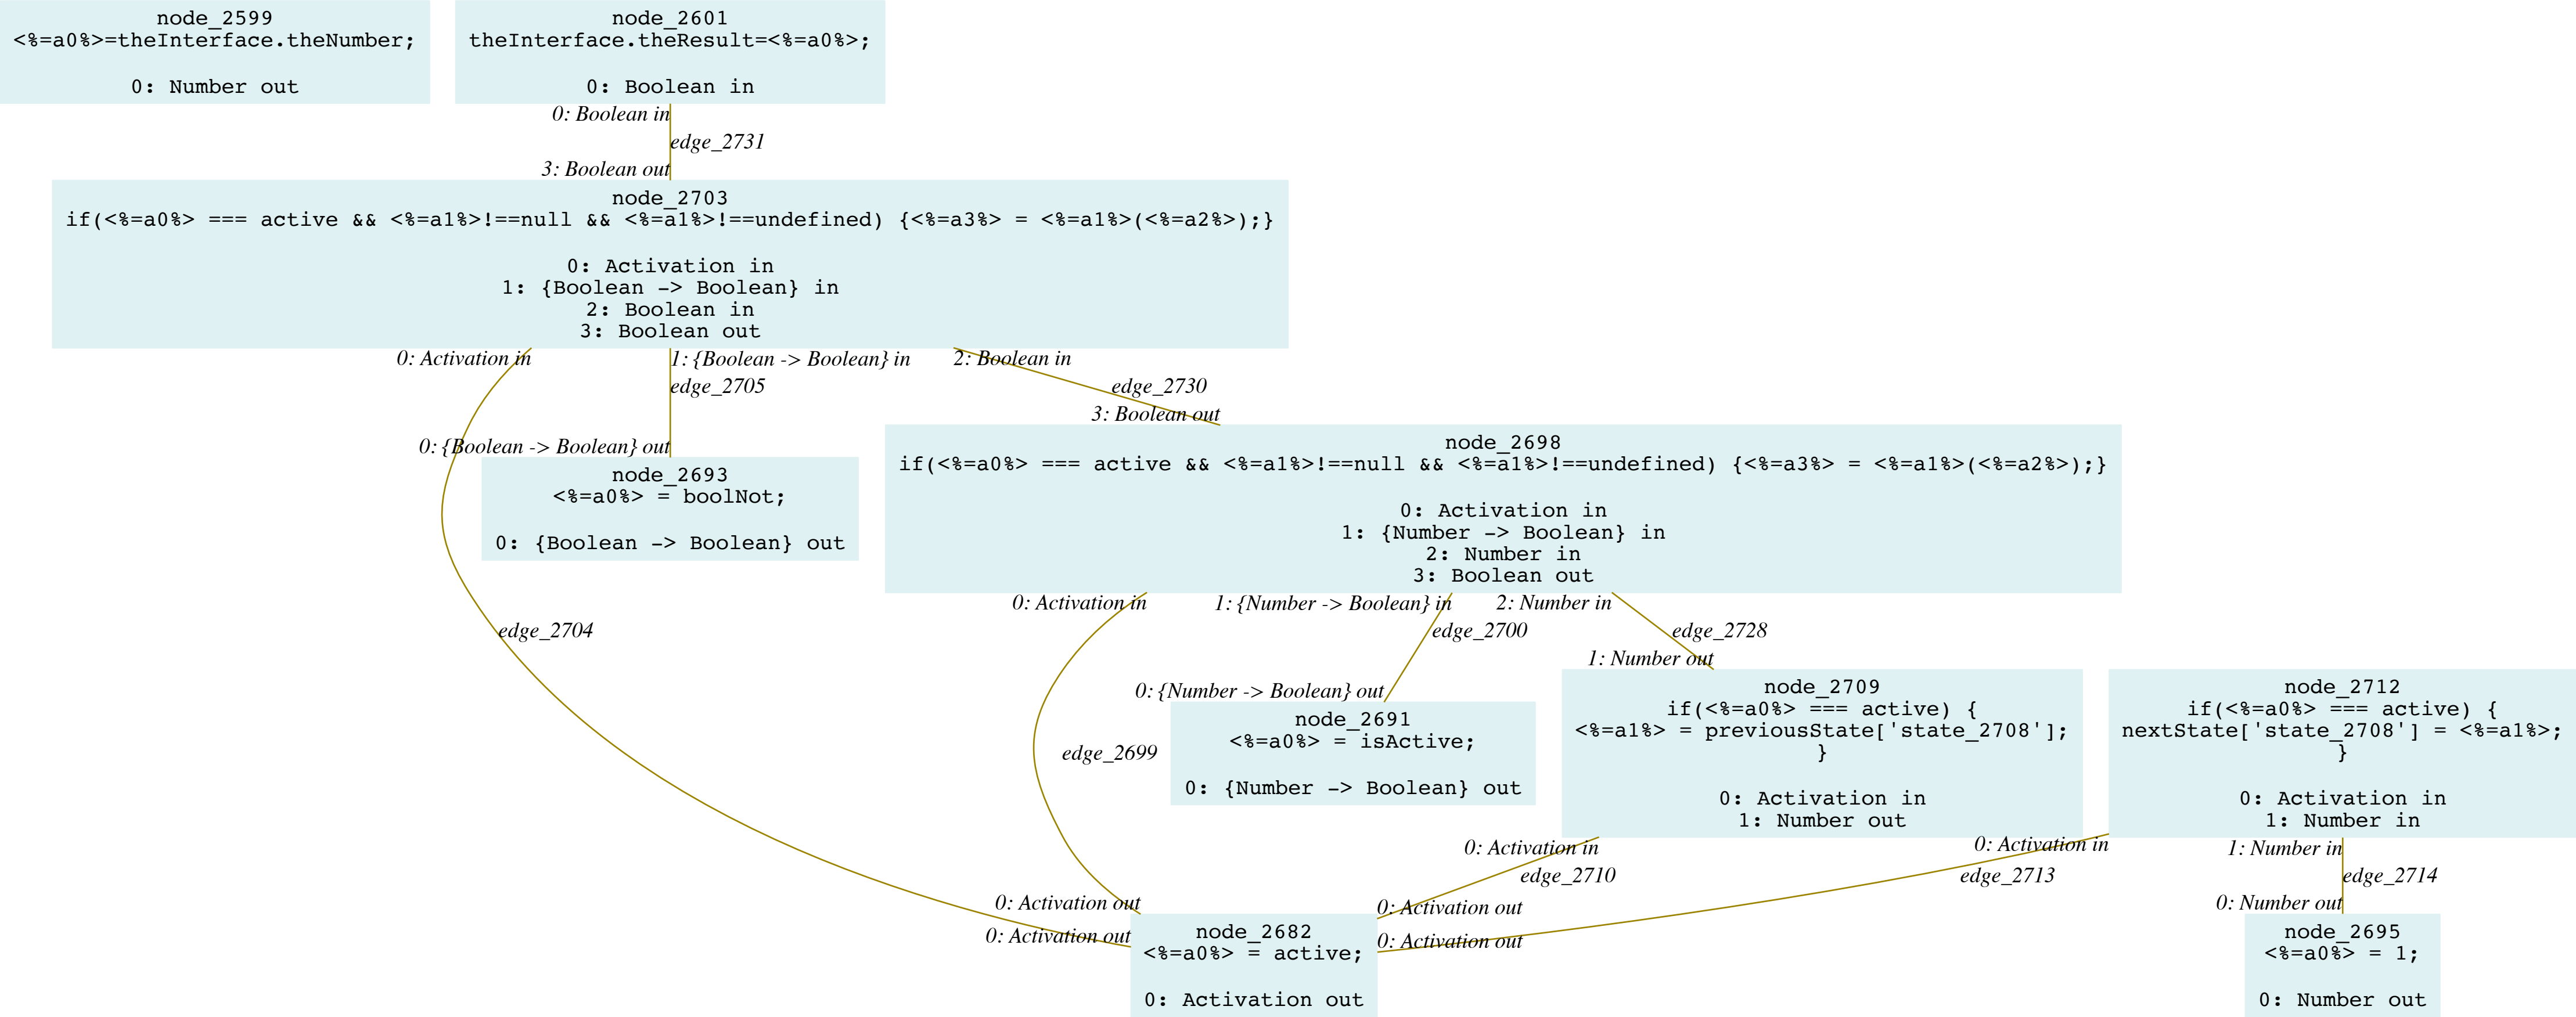 node_2599
<%=a0%>=theInterface.theNumber;
0: Number out
node_2601
theInterface.theResult=<%=a0%>;
0: Boolean in
0: Boolean in
edge_2731
3: Boolean out
node_2703
if(<%=a0%> === active && <%=a1%>!==null && <%=a1%>!==undefined) {<%=a3%> = <%=a1%>(<%=a2%>);}
0: Activation in
1: {Boolean -> Boolean} in
2: Boolean in
3: Boolean out
0: Activation in
1: {Boolean -> Boolean} in
2: Boolean in
edge_2705
edge_2730
3: Boolean out
0: {Boolean -> Boolean} out
node_2693
<%=a0%> = boolNot;
0: {Boolean -> Boolean} out
node_2698
if(<%=a0%> === active && <%=a1%>!==null && <%=a1%>!==undefined) {<%=a3%> = <%=a1%>(<%=a2%>);}
0: Activation in
1: {Number -> Boolean} in
2: Number in
3: Boolean out
0: Activation in
1: {Number -> Boolean} in
2: Number in
edge_2704
edge_2700
edge_2728
1: Number out
0: {Number -> Boolean} out
edge_2699
node_2691
<%=a0%> = isActive;
0: {Number -> Boolean} out
node_2709
if(<%=a0%> === active) {
<%=a1%> = previousState['state_2708'];
}
0: Activation in
1: Number out
node_2712
if(<%=a0%> === active) {
nextState['state_2708'] = <%=a1%>;
}
0: Activation in
1: Number in
0: Activation in
0: Activation in
1: Number in
edge_2710
edge_2713
edge_2714
0: Activation out
0: Activation out
0: Number out
0: Activation out
0: Activation out
node_2682
<%=a0%> = active;
0: Activation out
node_2695
<%=a0%> = 1;
0: Number out